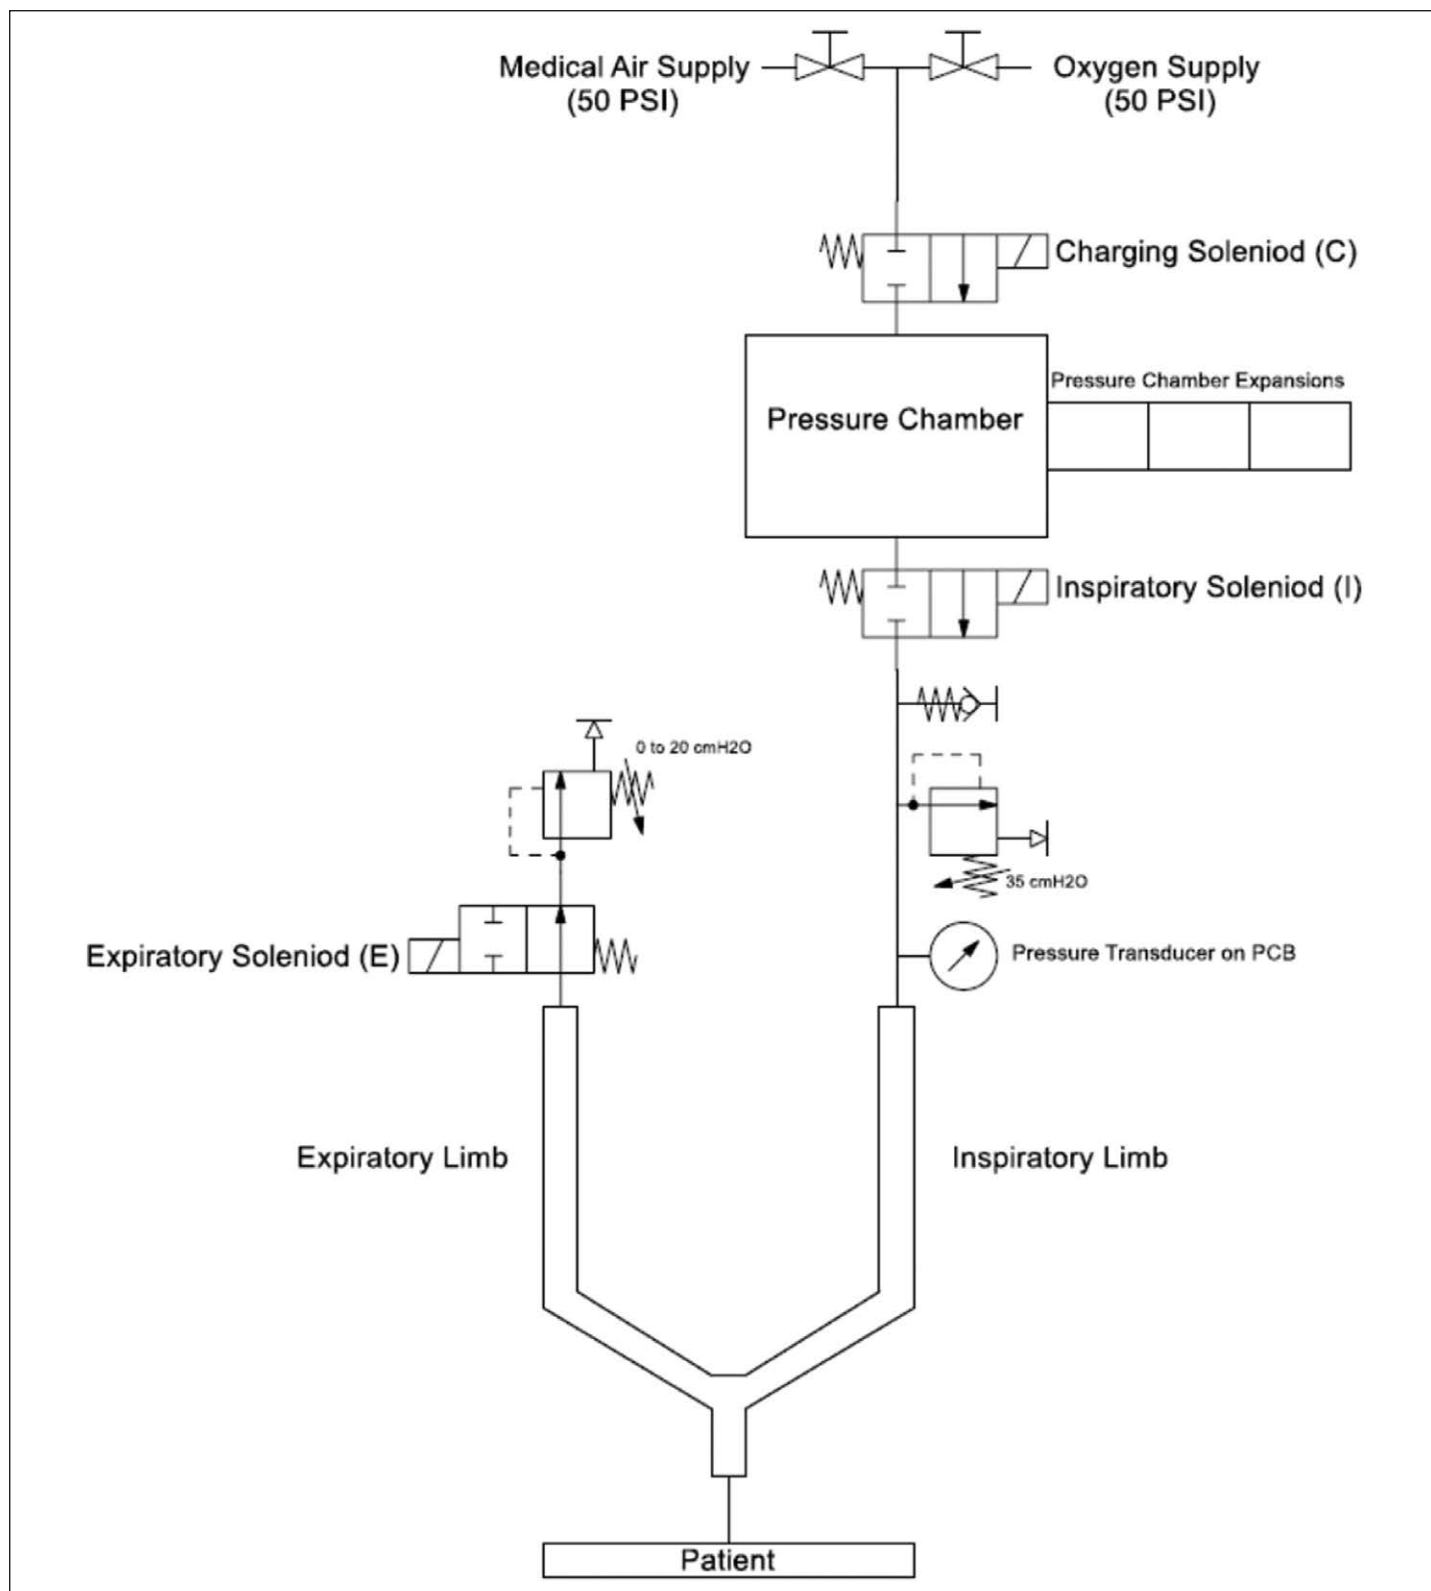 Medical Air Supply
(50 PSI)
Oxygen Supply
(50 PSI)
Charging Soleniod (C)
Pressure Chamber Expansions
Pressure Chamber
Inspiratory Soleniod (I)
0 to 20 cmH2O
35 cmH2O
Expiratory Soleniod (E)
Pressure Transducer on PCB
Expiratory Limb
Inspiratory Limb
Patient